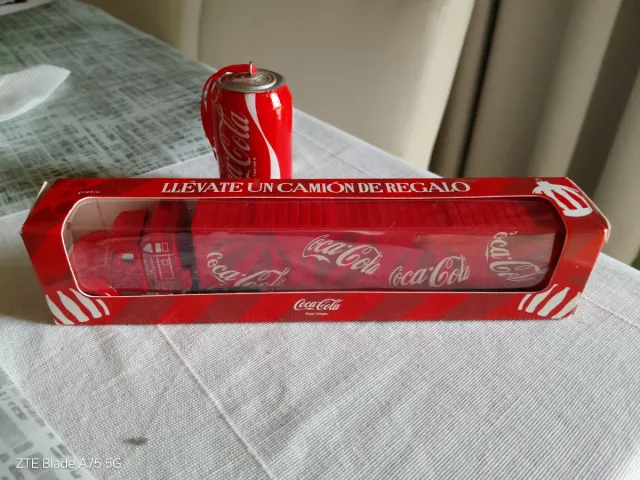 Coca-Cola
LLÉVATE UN CAMIÓN DE REGALO
Coca-Cola Coca-Cola Coca-Cola Coca-Cola
Coca-Cola
ZTE Blade A75 5G